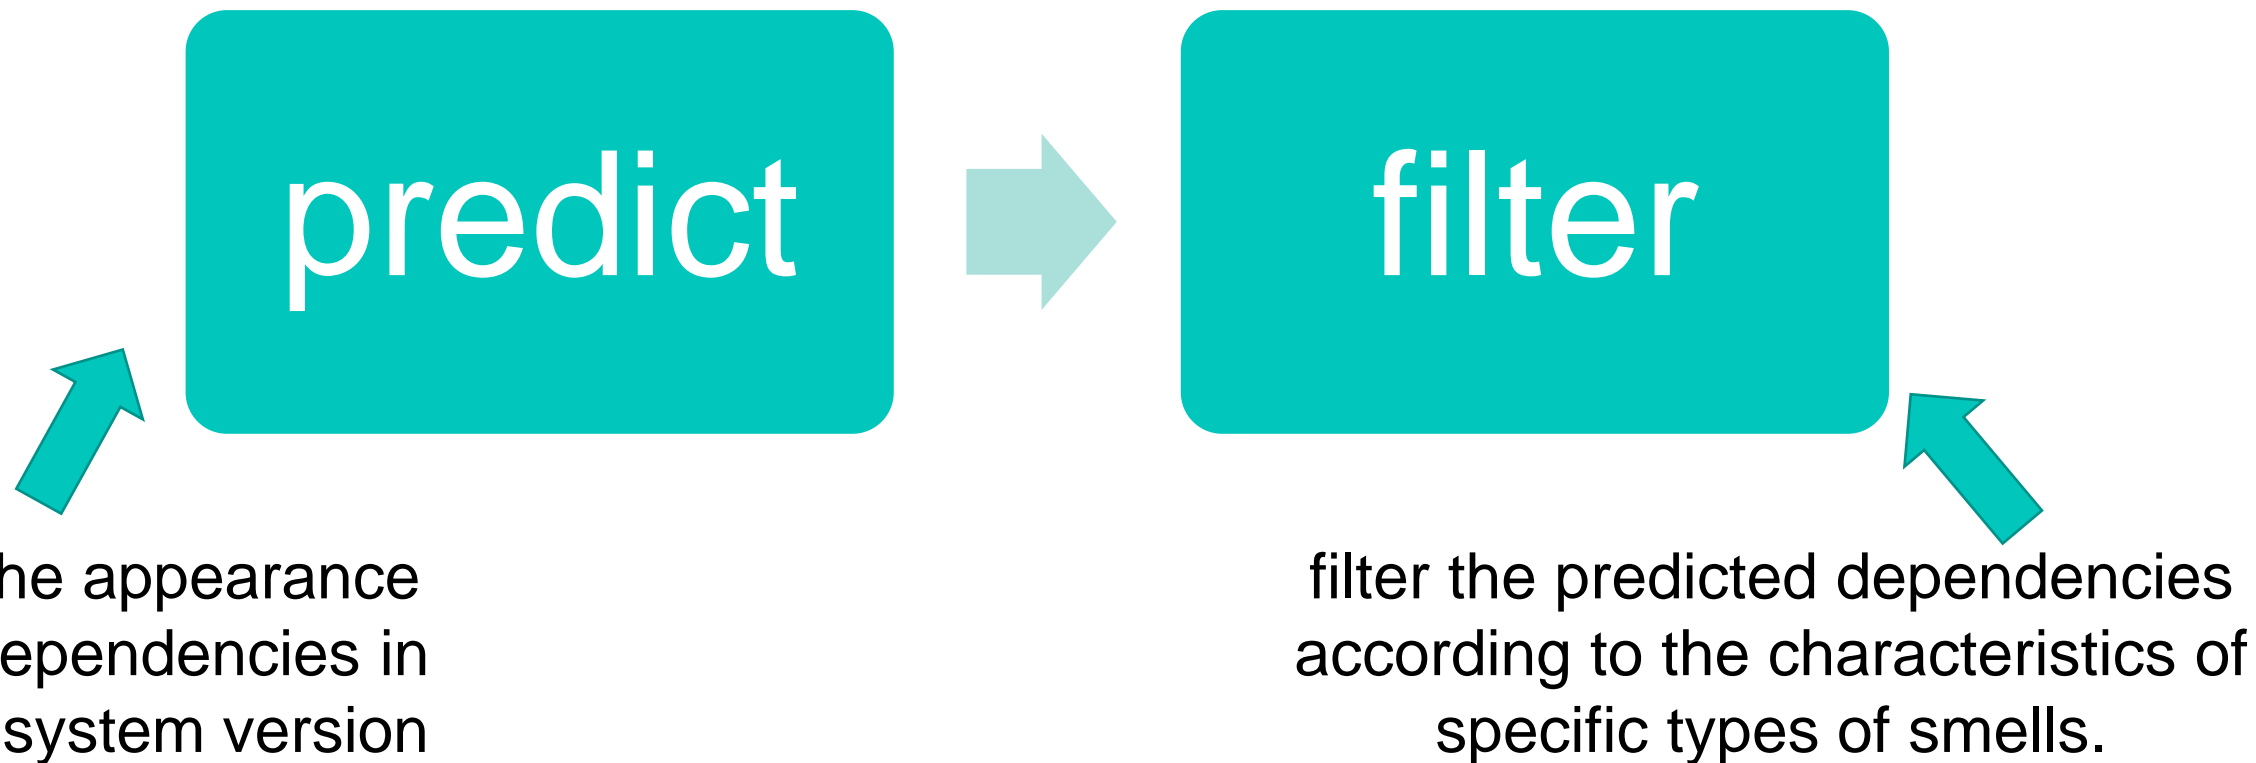 predict
filter
he appearance
ependencies in
system version
filter the predicted dependencies
according to the characteristics of
specific types of smells.